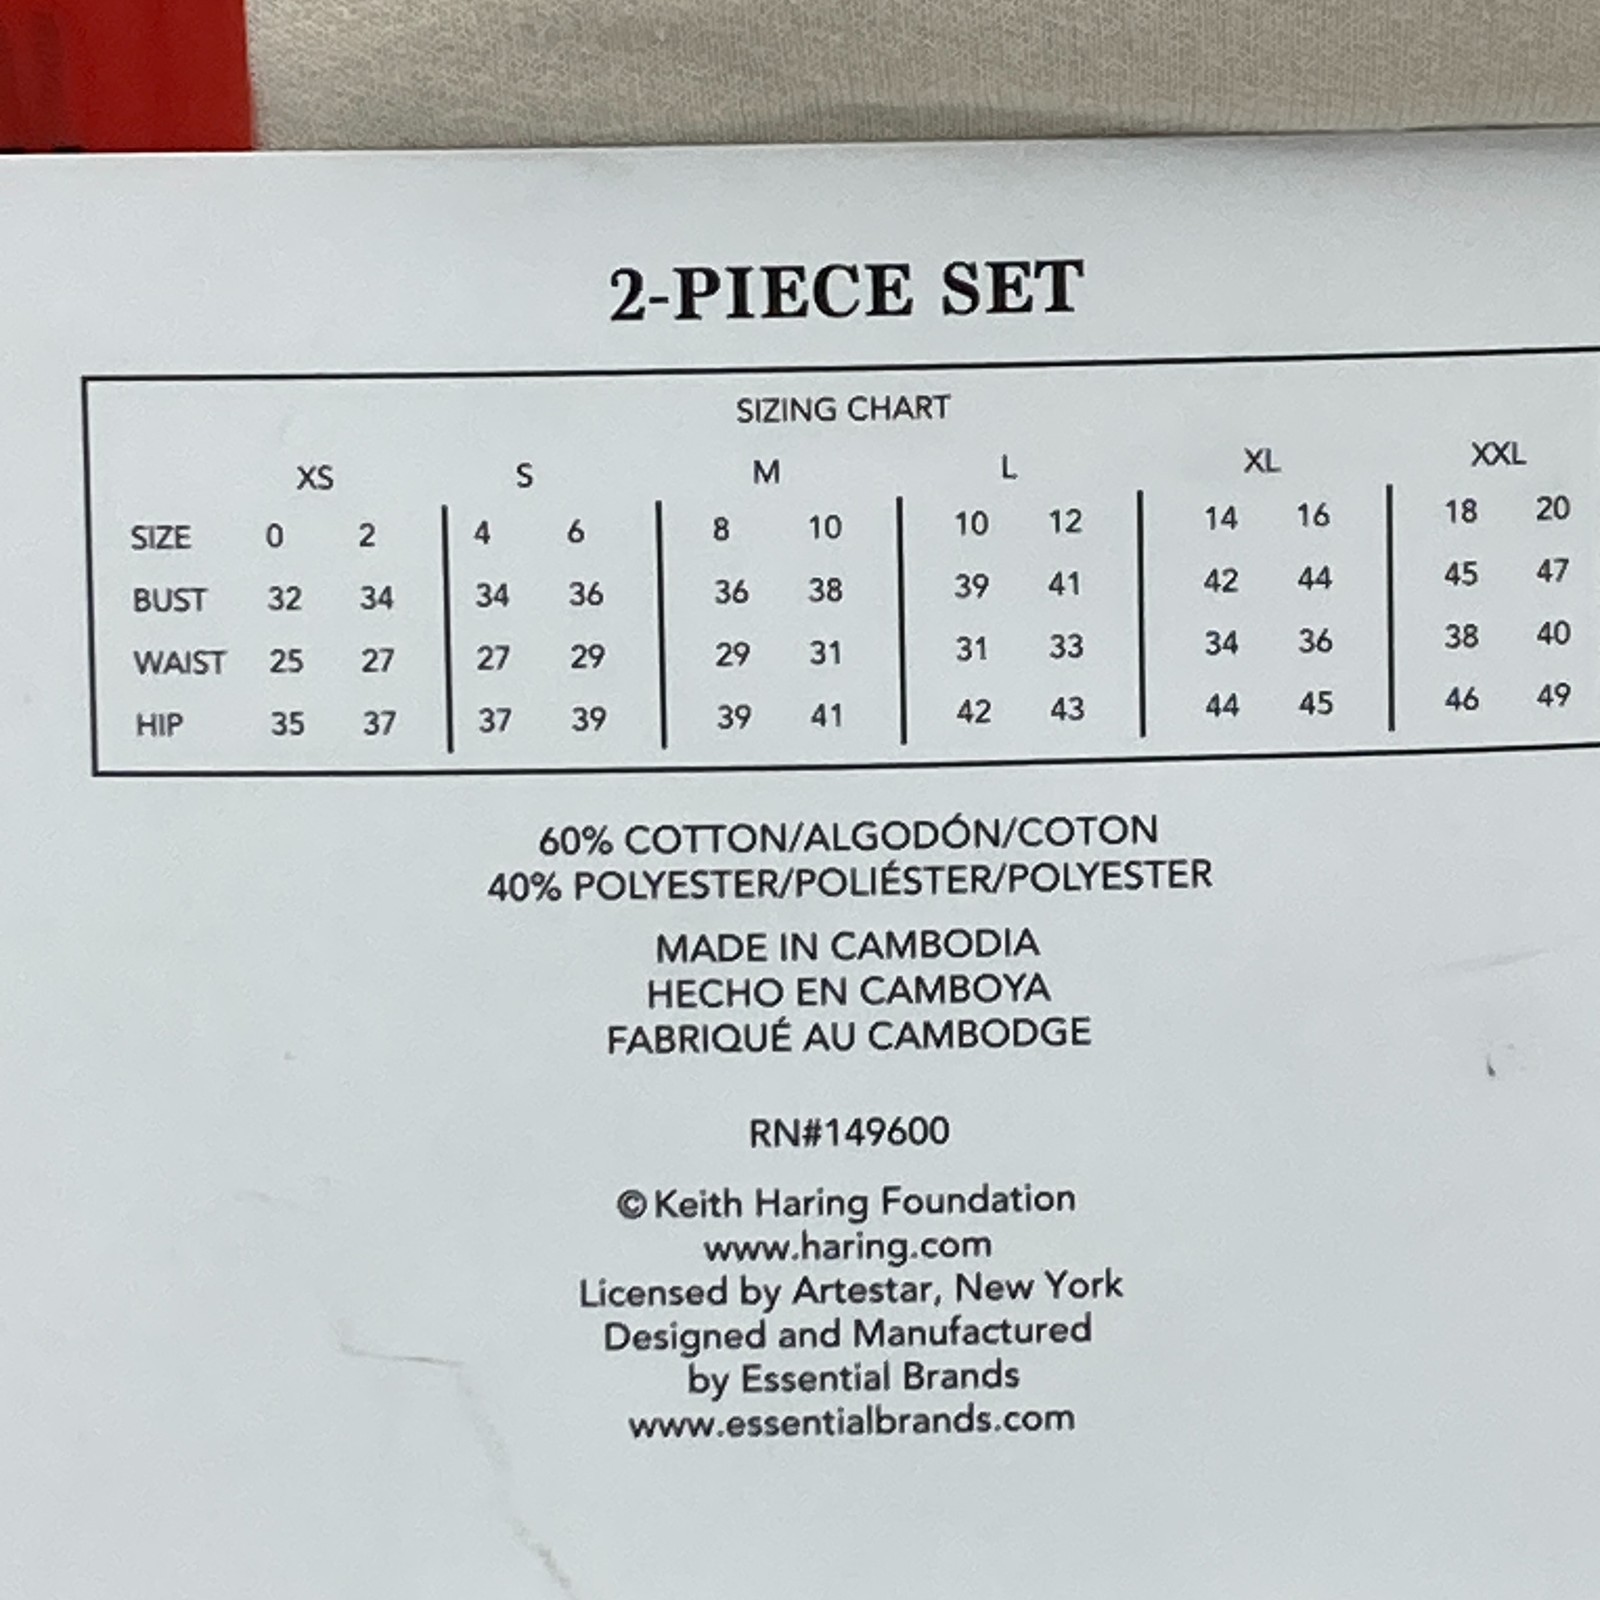 2-PIECE SET
SIZING CHART
XS S M L XL XXL
SIZE 0 2 4 6 8 10 10 12 14 16 18 20
BUST 32 34 34 36 36 38 39 41 42 44 45 47
WAIST 25 27 27 29 29 31 31 33 34 36 38 40
HIP 35 37 37 39 39 41 42 43 44 45 46 49
60% COTTON/ALGODÓN/COTON
40% POLYESTER/POLIÉSTER/POLYESTER
MADE IN CAMBODIA
HECHO EN CAMBOYA
FABRIQUÉ AU CAMBODGE
RN#149600
© Keith Haring Foundation
www.haring.com
Licensed by Artestar, New York
Designed and Manufactured
by Essential Brands
www.essentialbrands.com